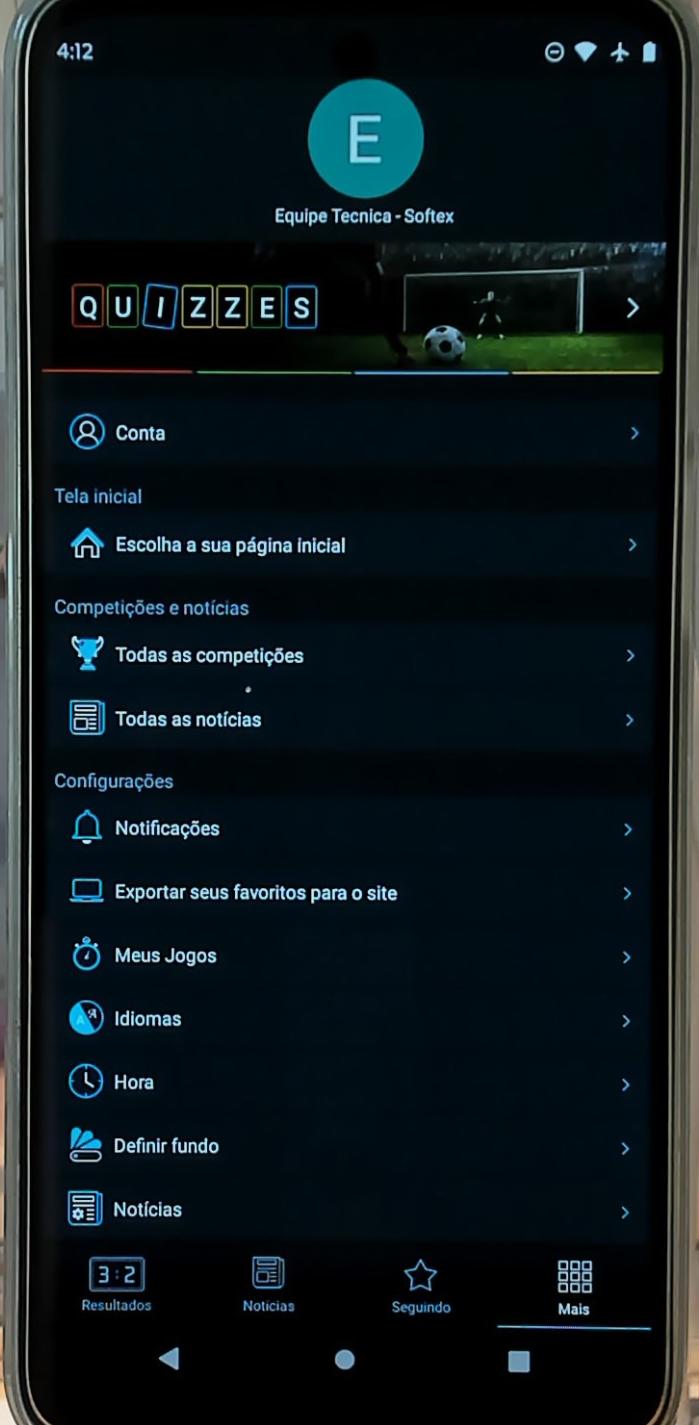 4:12
E
Equipe Tecnica - Softex
QUIZZES
Conta
Tela inicial
Escolha a sua página inicial
Competições e notícias
Todas as competições
Todas as notícias
Configurações
Notificações
Exportar seus favoritos para o site
Meus Jogos
Idiomas
Hora
Definir fundo
Notícias
3:2
Resultados
Notícias
Seguindo
Mais